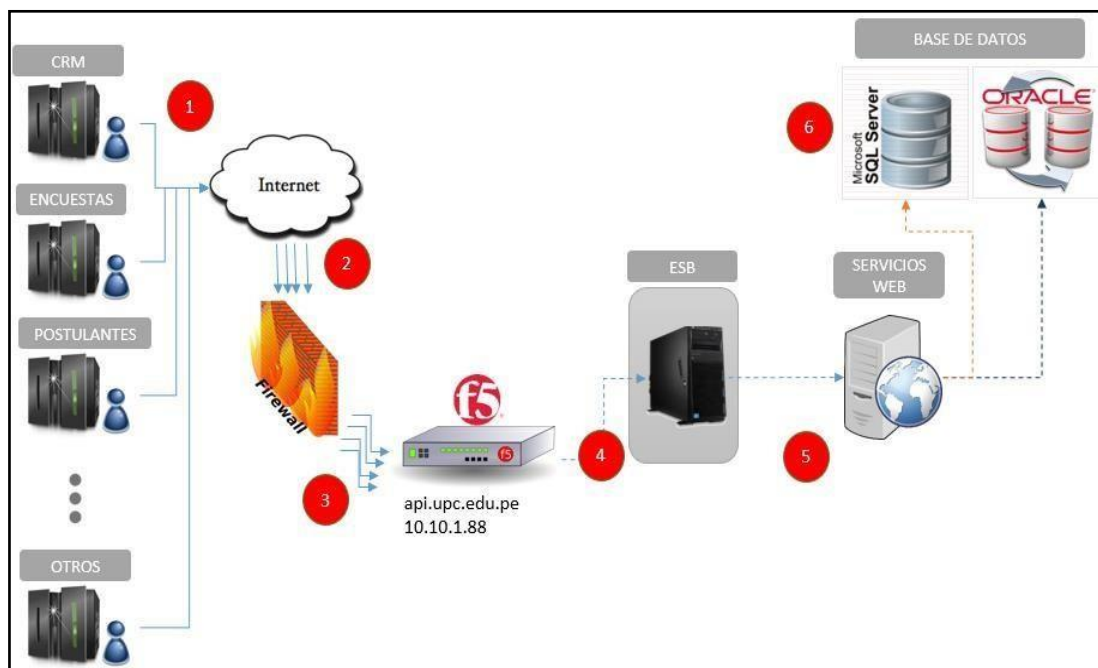 CRM
1
ENCUESTAS
POSTULANTES
OTROS
Internet
2
Firewall
3
f5
f5
api.upc.edu.pe
10.10.1.88
4
ESB
5
SERVICIOS
WEB
BASE DE DATOS
6
Microsoft
SQL Server
ORACLE